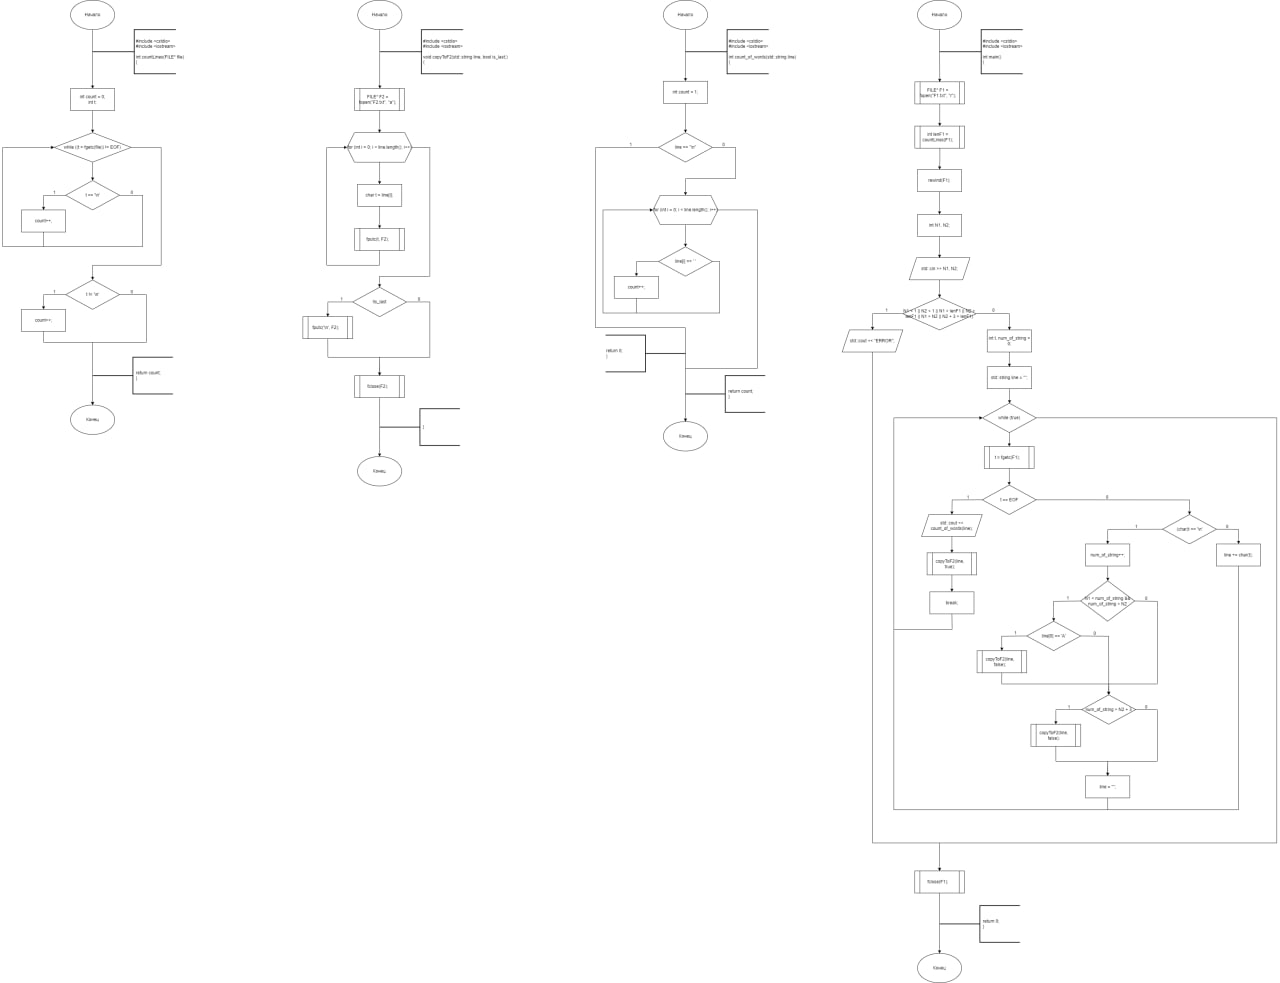 Начало
#include <cstdio>
#include <iostream>
int countLines(FILE* file)
{
int count = 0,
int t;
while ((t = fgetc(file)) != EOF)
t == '\n'
1
0
count++;
t != '\n'
1
0
count++;
return count;
}
Конец
Начало
#include <cstdio>
#include <iostream>
void copyToF2(std::string line, bool is_last)
{
FILE* F2 =
fopen("F2.txt", "a");
for (int i = 0; i < line.length(); i++)
char t = line[i];
fputc(t, F2);
!is_last
1
0
fputc('\n', F2);
fclose(F2);
}
Конец
Начало
#include <cstdio>
#include <iostream>
int count_of_words(std::string line)
{
int count = 1;
1
0
for (int i = 0; i < line.length(); i++)
line[i] == ' '
count++;
return 0;
}
return count;
}
Конец
Начало
#include <cstdio>
#include <iostream>
int main()
{
FILE* F1 =
fopen("F1.txt", "r");
int lenF1 =
countLines(F1);
rewind(F1);
int N1, N2;
std::cin >> N1, N2;
1
0
std::cout << "ERROR";
int t, num_of_string =
0;
std::string line = "";
while (true)
t = fgetc(F1);
t == EOF
1
0
std::cout <<
count_of_words(line);
copyToF2(line,
true);
break;
(char)t == '\n'
1
0
num_of_string++;
line += char(t);
1
0
1
0
copyToF2(line,
false);
1
0
copyToF2(line,
false);
line = "";
fclose(F1);
return 0;
}
Конец